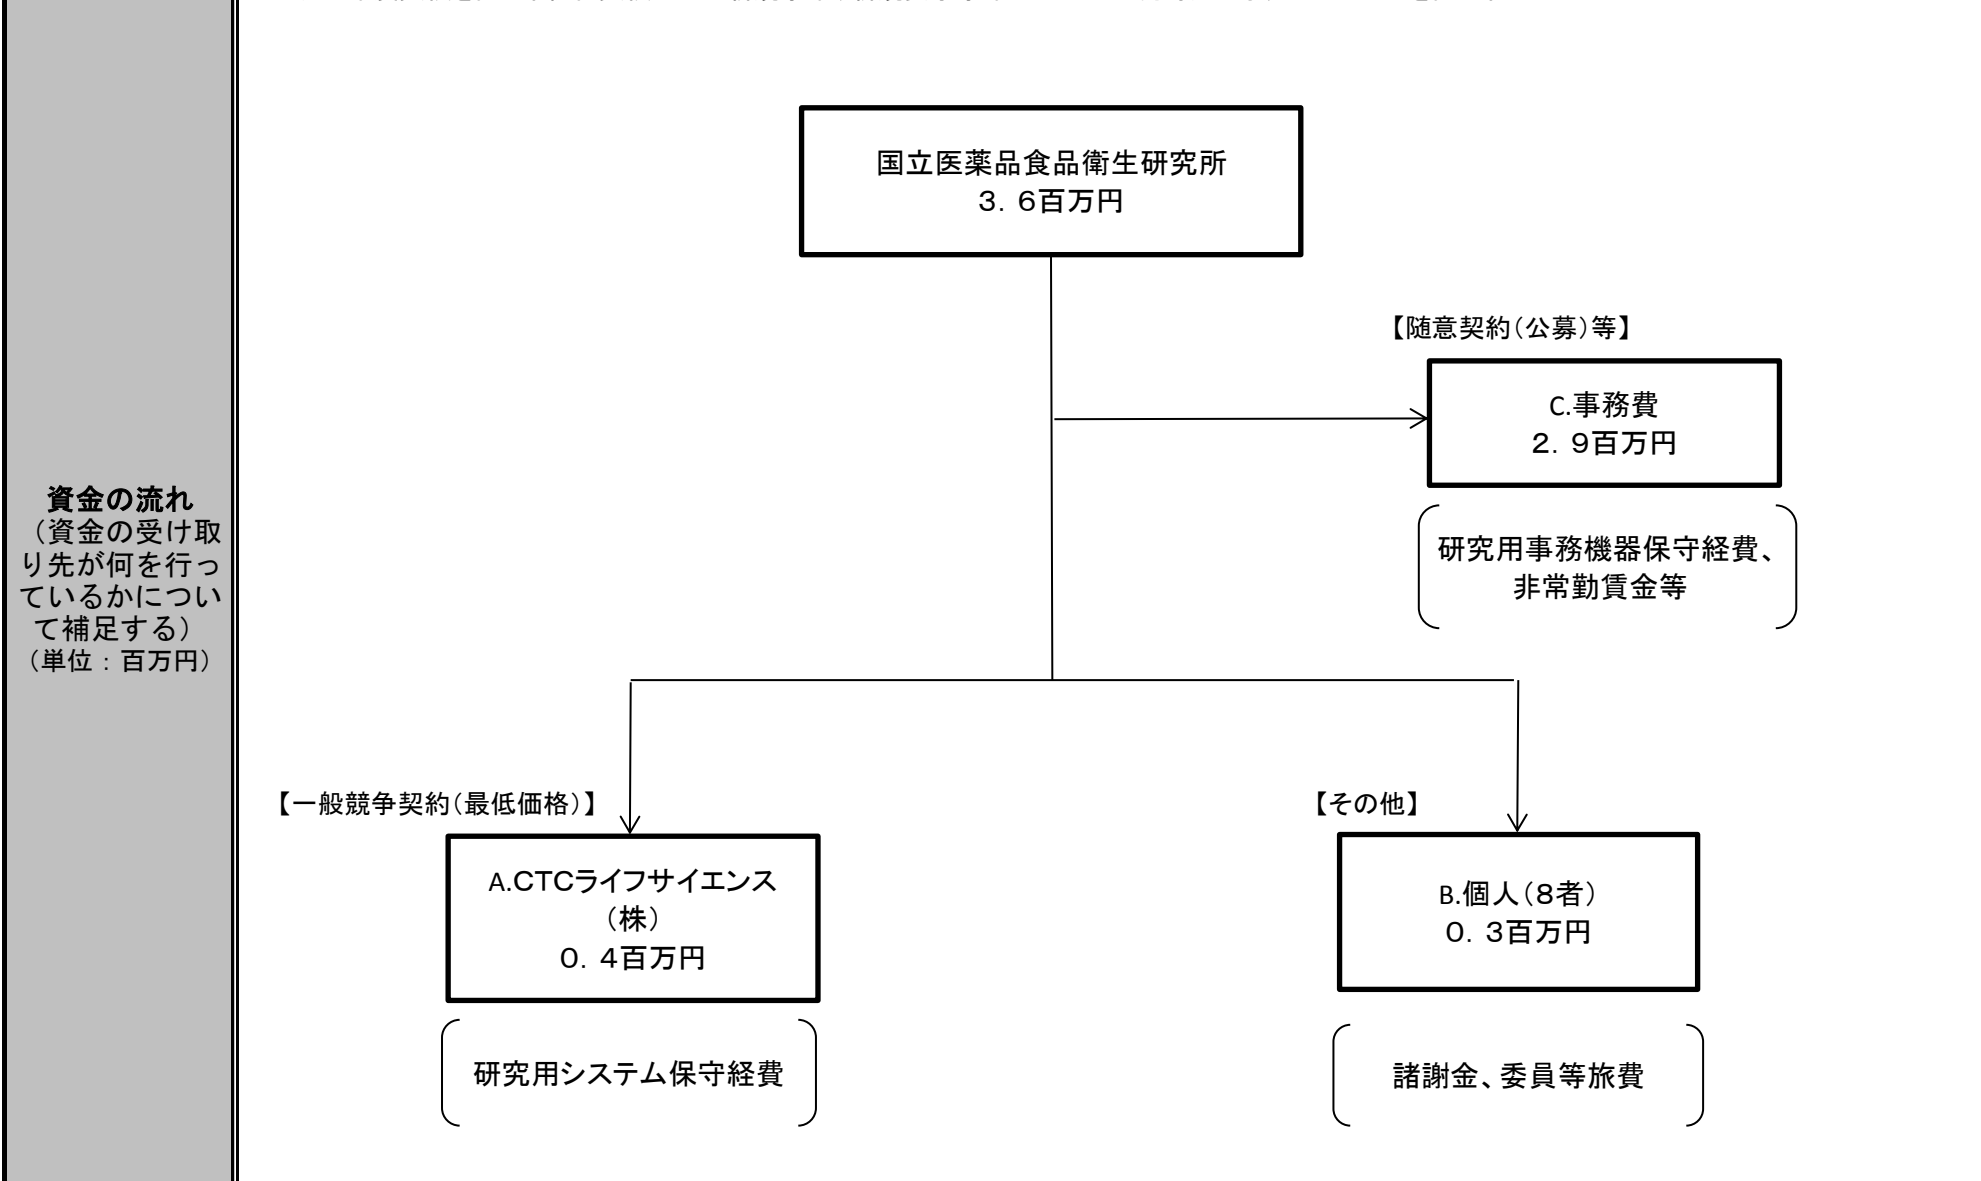 資金の流れ
（資金の受け取
り先が何を行っ
ているかについ
て補足する）
（単位：百万円）
国立医薬品食品衛生研究所
３．６百万円
【随意契約（公募）等】
C.事務費
２．９百万円
研究用事務機器保守経費、
非常勤賃金等
【一般競争契約（最低価格）】
A.CTCライフサイエンス
（株）
０．４百万円
研究用システム保守経費
【その他】
B.個人（８者）
０．３百万円
諸謝金、委員等旅費